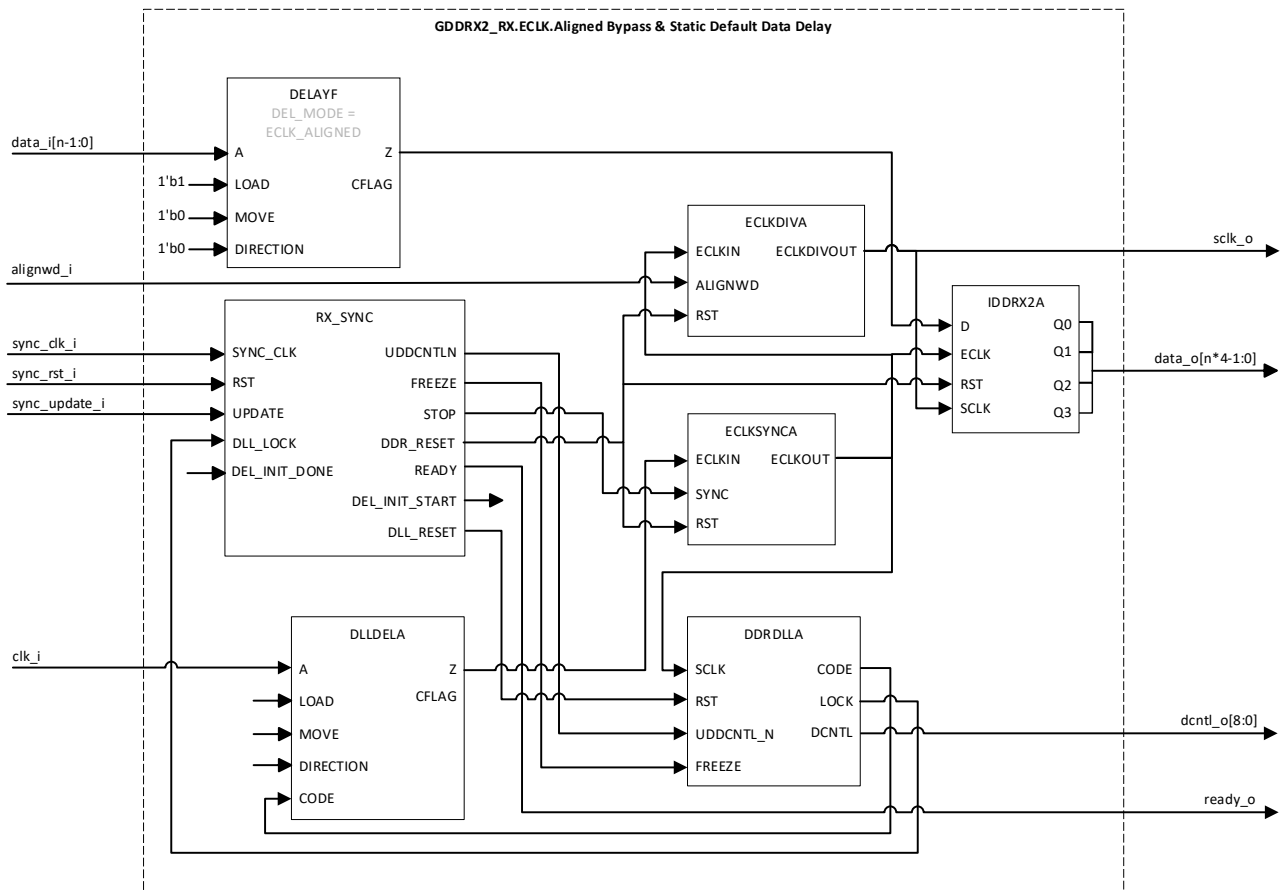 GDDRX2_RX.ECLK.Aligned Bypass & Static Default Data Delay
DELAYF
DEL_MODE =
ECLK_ALIGNED
data_i[n-1:0]
A
Z
1'b1
LOAD
CFLAG
1'b0
MOVE
1'b0
DIRECTION
alignwd_i
ECLKDIVA
ECLKIN
ECLKDIVOUT
ALIGNWD
RST
sclk_o
RX_SYNC
sync_clk_i
SYNC_CLK
UDDCNTLN
sync_rst_i
RST
FREEZE
sync_update_i
UPDATE
STOP
DLL_LOCK
DDR_RESET
DEL_INIT_DONE
READY
DEL_INIT_START
DLL_RESET
IDDRX2A
D
Q0
ECLK
Q1
RST
Q2
SCLK
Q3
data_o[n*4-1:0]
ECLKSYNCA
ECLKIN
ECLKOUT
SYNC
RST
DLLDELA
clk_i
A
Z
LOAD
CFLAG
MOVE
DIRECTION
CODE
DDRDLLA
SCLK
CODE
RST
LOCK
UDDCNTL_N
DCNTL
FREEZE
dcntl_o[8:0]
ready_o